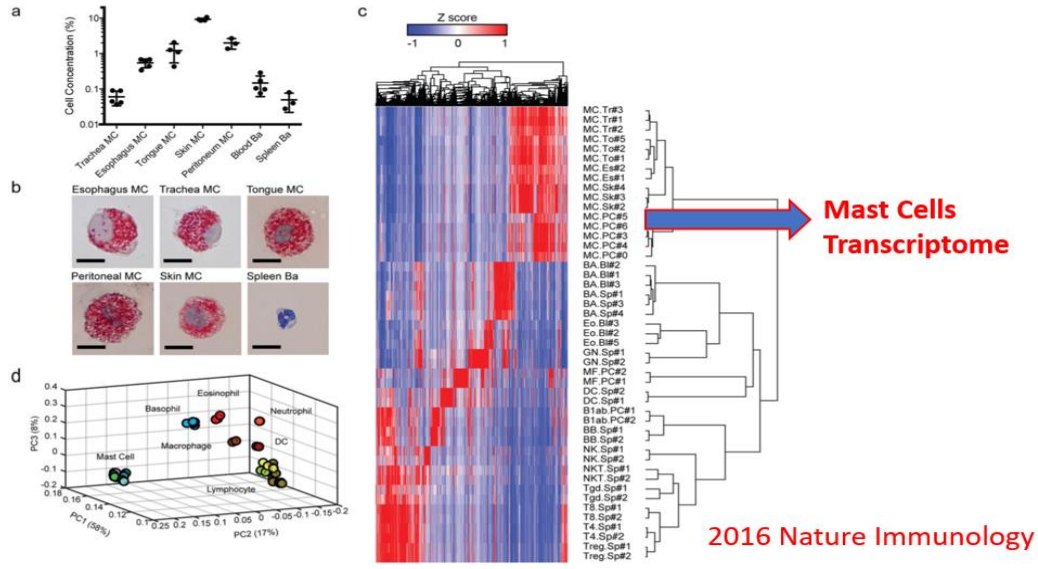 a
Cell Concentration (%)
10
1
0.1
0.01
Trachea MC
Esophagus MC
Tongue MC
Skin MC
Peritoneum MC
Blood Ba
Spleen Ba
b
Esophagus MC
Trachea MC
Tongue MC
Peritoneal MC
Skin MC
Spleen Ba
d
PC3 (8%)
0.4
0.3
0.2
0.1
0
-0.1
-0.2
0.18
0.16
0.14
0.12
0.1
PC1 (58%)
0.25
0.2
0.15
0.1
0.05
0
-0.05
-0.1
-0.15
-0.2
PC2 (17%)
Eosinophil
Basophil
Neutrophil
Macrophage
DC
Mast Cell
Lymphocyte
c
Z score
-1 0 1
MC.Tr#3
MC.Tr#1
MC.Tr#2
MC.To#5
MC.To#2
MC.To#1
MC.Es#2
MC.Es#1
MC.Sk#4
MC.Sk#3
MC.Sk#2
MC.PC#5
MC.PC#6
MC.PC#3
MC.PC#4
MC.PC#0
BA.Bl#2
BA.Bl#1
BA.Bl#3
BA.Sp#1
BA.Sp#3
BA.Sp#4
Eo.Bl#3
Eo.Bl#2
Eo.Bl#5
GN.Sp#1
GN.Sp#2
MF.PC#2
MF.PC#1
DC.Sp#2
DC.Sp#1
B1ab.PC#1
B1ab.PC#2
BB.Sp#1
BB.Sp#2
NK.Sp#1
NK.Sp#2
NKT.Sp#1
NKT.Sp#2
Tgd.Sp#1
Tgd.Sp#2
T8.Sp#1
T8.Sp#2
T4.Sp#1
T4.Sp#2
Treg.Sp#1
Treg.Sp#2
Mast Cells
Transcriptome
2016 Nature Immunology